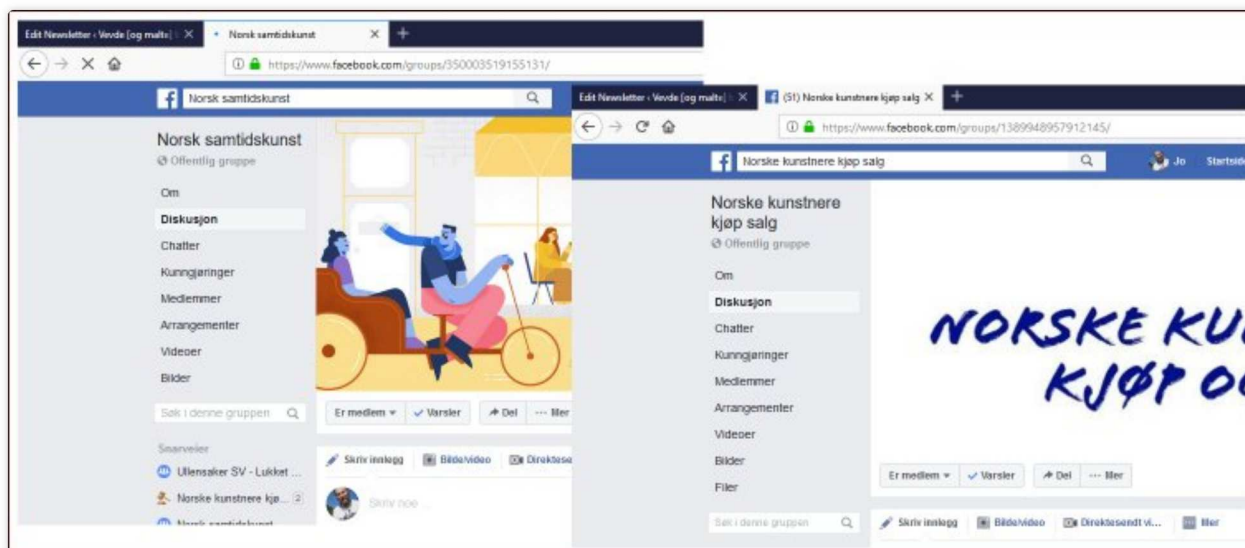 Edit Newsletter ‹ Vevde [og malte]
Norsk samtidskunst
https://www.facebook.com/groups/350003519155131/
Norsk samtidskunst
Norsk samtidskunst
Offentlig gruppe
Om
Diskusjon
Chatter
Kunngjøringer
Medlemmer
Arrangementer
Videoer
Bilder
Søk i denne gruppen
Snarveier
Ullensaker SV - Lukket ...
Norske kunstnere kjø... 2
Norsk samtidskunst
Er medlem
Varsler
Del
Mer
Skriv innlegg
Bilde/video
Direktese
Skriv noe ...
Edit Newsletter ‹ Vevde [og malte]
(51) Norske kunstnere kjøp salg
https://www.facebook.com/groups/1389948957912145/
Norske kunstnere kjøp salg
Jo
Startside
Norske kunstnere
kjøp salg
Offentlig gruppe
Om
Diskusjon
Chatter
Kunngjøringer
Medlemmer
Arrangementer
Videoer
Bilder
Filer
Søk i denne gruppen
NORSKE KU
KJØP O
Er medlem
Varsler
Del
Mer
Skriv innlegg
Bilde/video
Direktesendt vi...
Mer